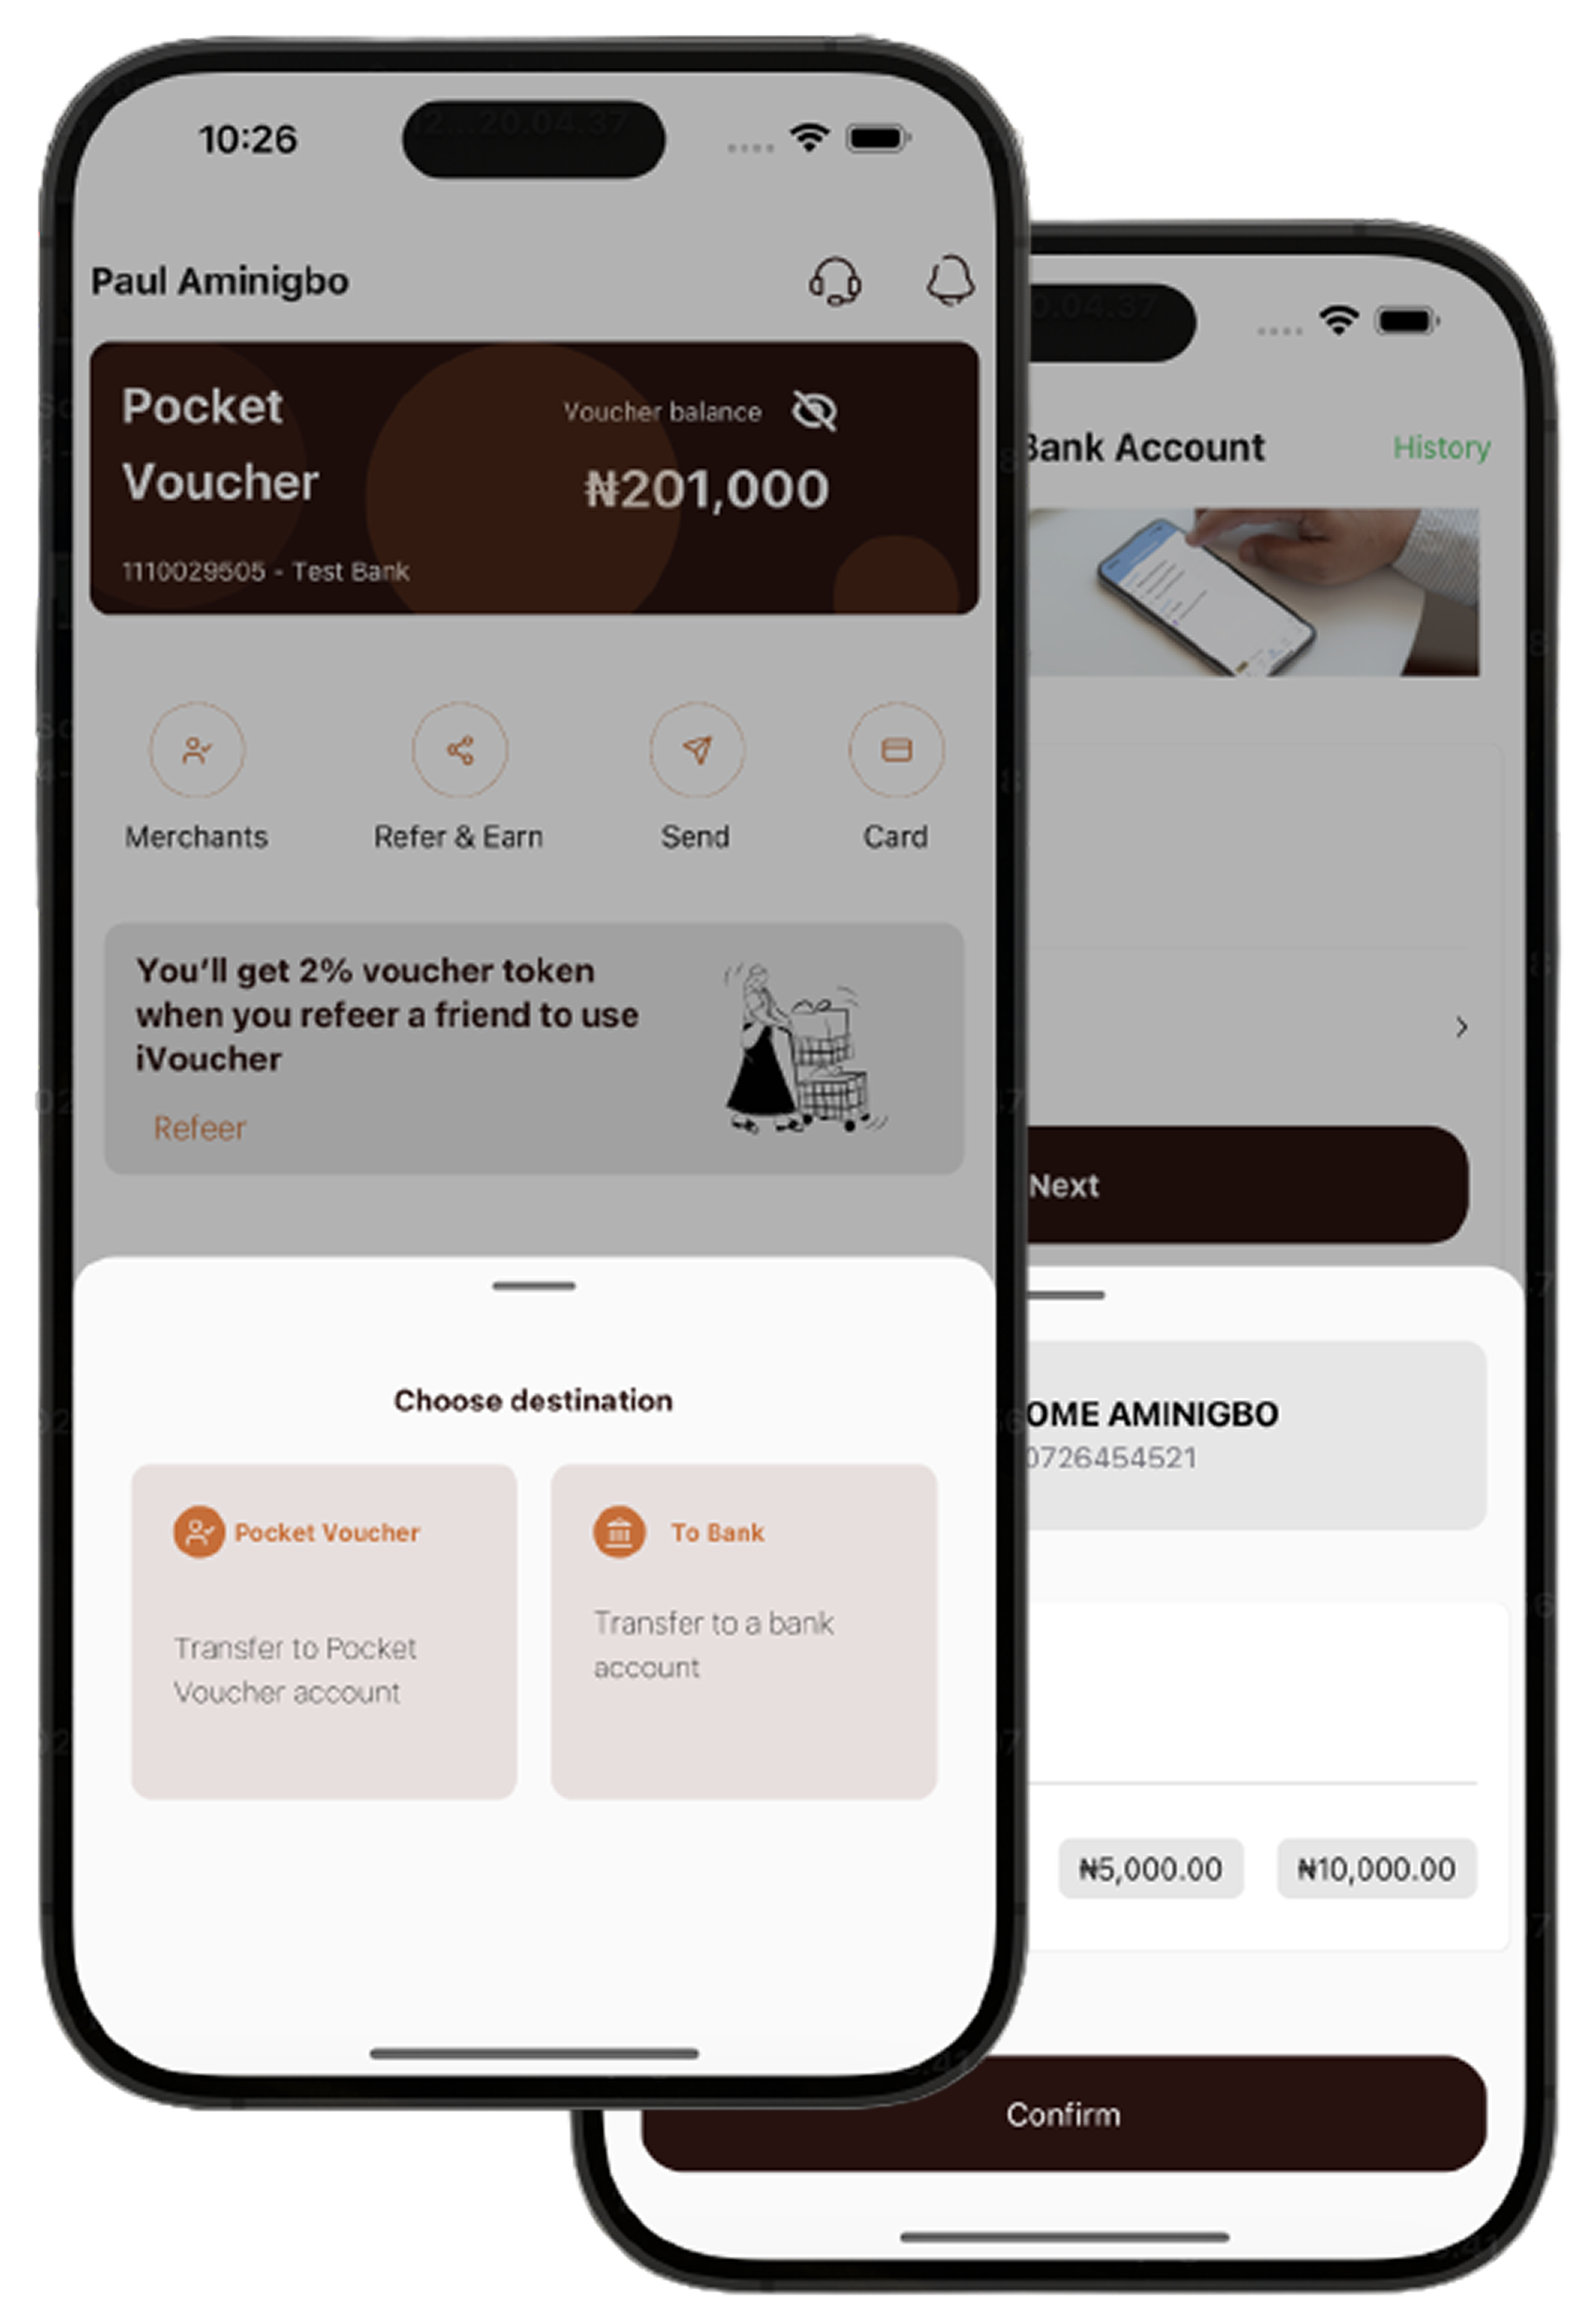 10:26
Paul Aminigbo
Pocket
Voucher
Voucher balance
₦201,000
1110029505 - Test Bank
Merchants
Refer & Earn
Send
Card
You'll get 2% voucher token
when you refeer a friend to use
iVoucher
Refeer
Choose destination
Pocket Voucher
Transfer to Pocket
Voucher account
To Bank
Transfer to a bank
account
Bank Account
History
Next
OME AMINIGBO
0726454521
₦5,000.00
₦10,000.00
Confirm